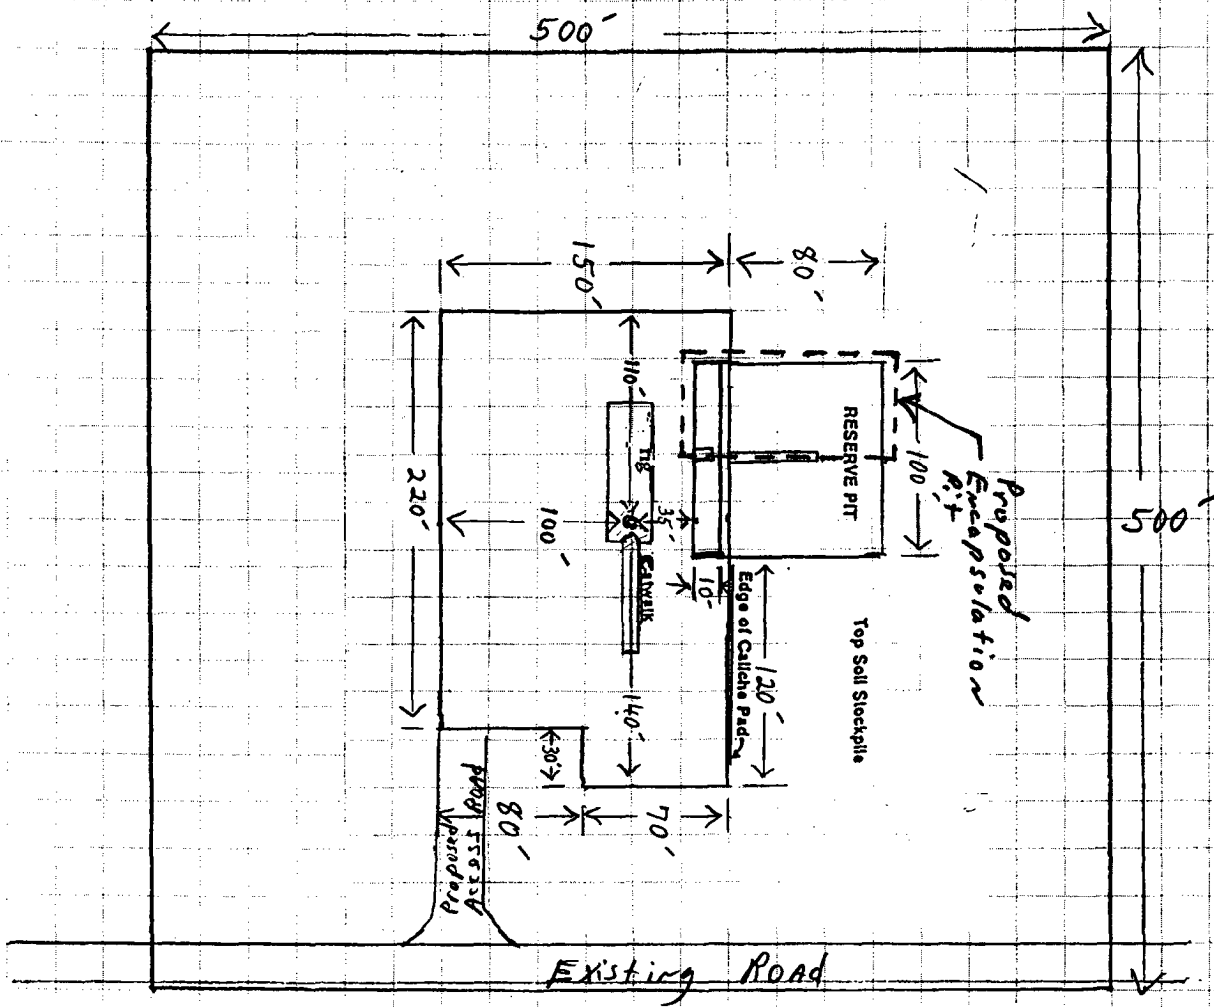 500'
150'
80'
110'
Rig
RESERVE PIT
100'
Proposed
Encapsulation
Pit
220'
100'
35'
500'
Catwalk
10'
Edge of Caliche Pad
120'
Top Soil Stockpile
140'
30'
80'
70'
Proposed
Access ROAD
Existing ROAD